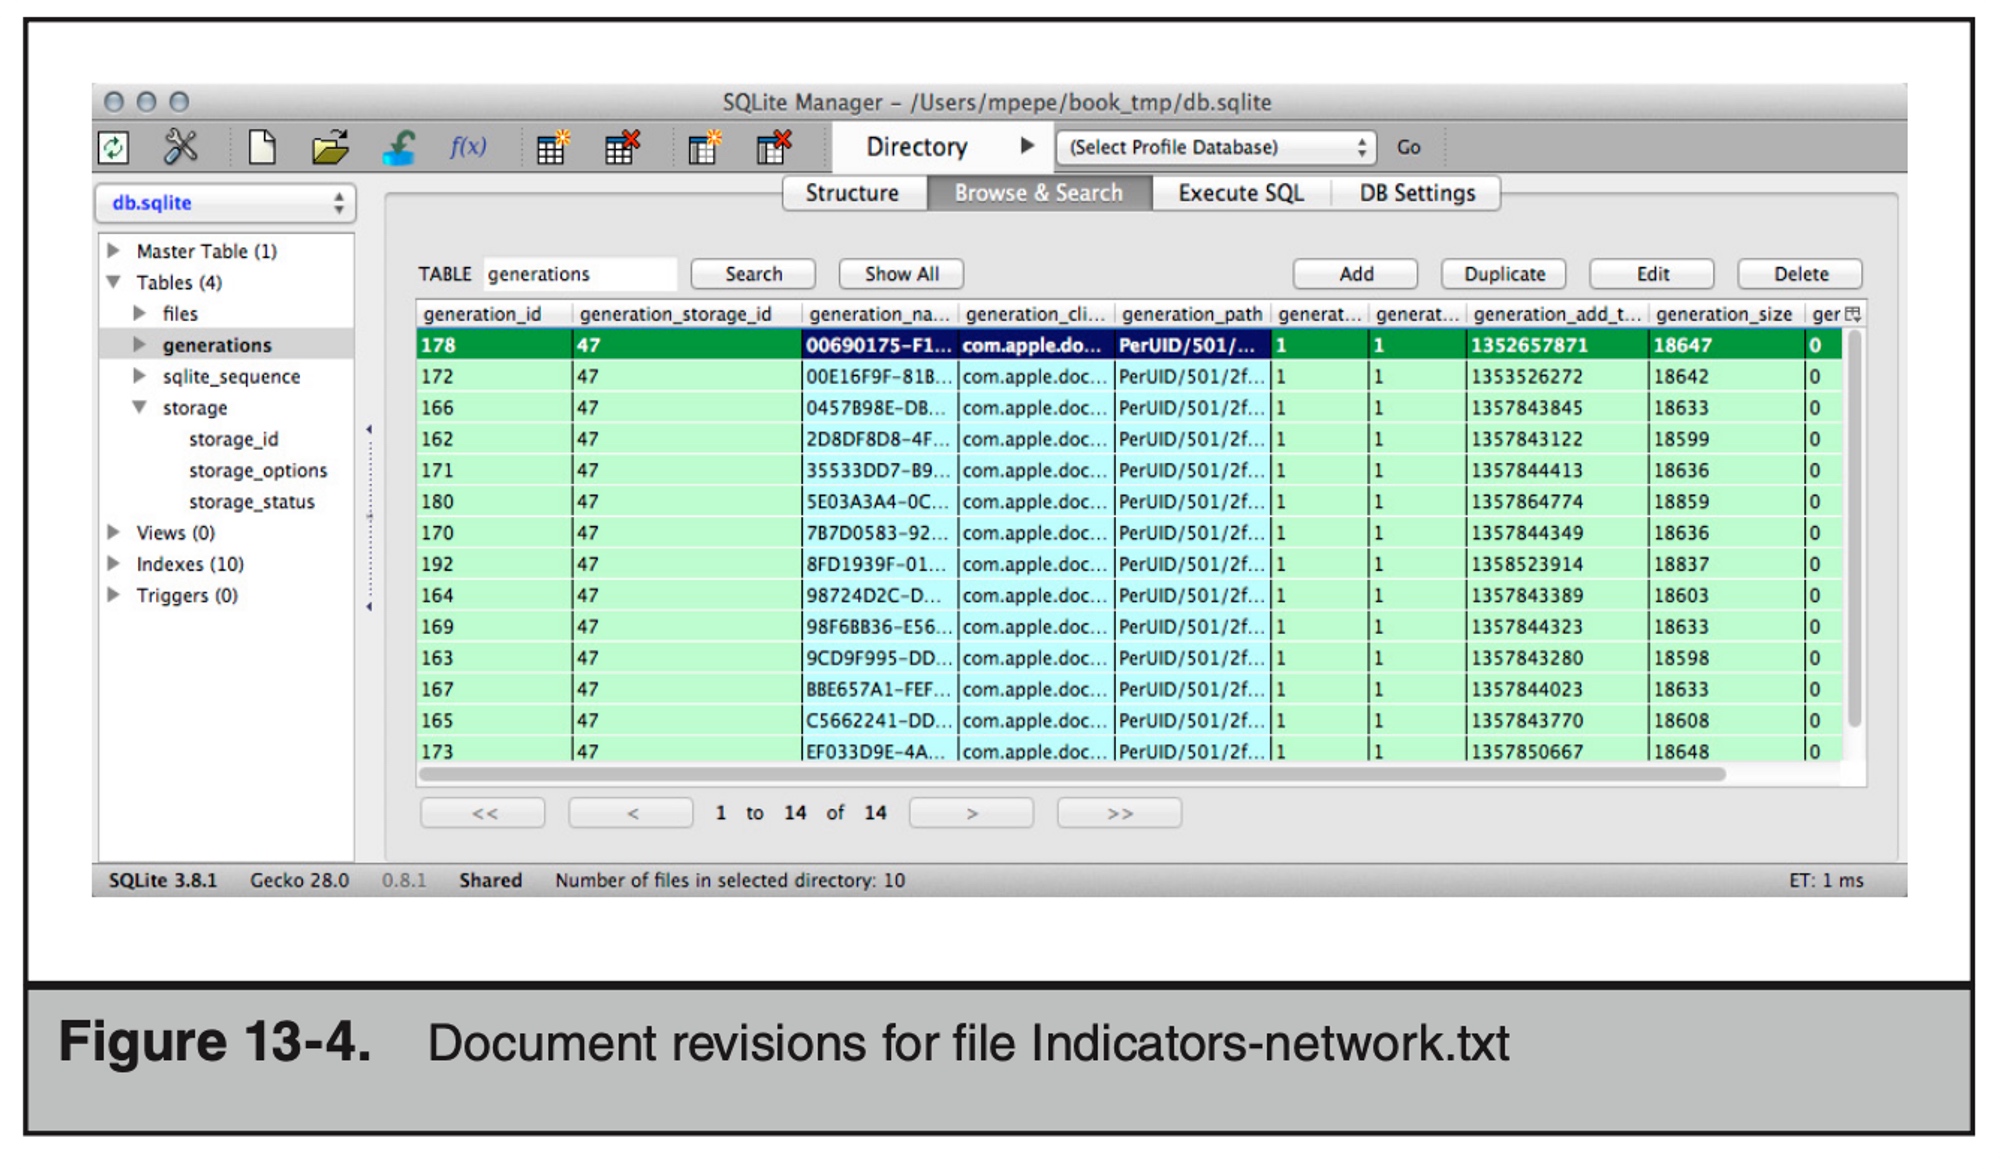 SQLite Manager – /Users/mpepe/book_tmp/db.sqlite
f(x) Directory (Select Profile Database) Go
db.sqlite
Structure Browse & Search Execute SQL DB Settings
Master Table (1)
Tables (4)
files
generations
sqlite_sequence
storage
storage_id
storage_options
storage_status
Views (0)
Indexes (10)
Triggers (0)
TABLE generations Search Show All Add Duplicate Edit Delete
generation_id generation_storage_id generation_na... generation_cli... generation_path generat... generat... generation_add_t... generation_size ger
178 47 00690175-F1... com.apple.do... PerUID/501/... 1 1 1352657871 18647 0
172 47 00E16F9F-81B... com.apple.doc... PerUID/501/2f... 1 1 1353526272 18642 0
166 47 0457B98E-DB... com.apple.doc... PerUID/501/2f... 1 1 1357843845 18633 0
162 47 2D8DF8D8-4F... com.apple.doc... PerUID/501/2f... 1 1 1357843122 18599 0
171 47 35533DD7-B9... com.apple.doc... PerUID/501/2f... 1 1 1357844413 18636 0
180 47 5E03A3A4-0C... com.apple.doc... PerUID/501/2f... 1 1 1357864774 18859 0
170 47 7B7D0583-92... com.apple.doc... PerUID/501/2f... 1 1 1357844349 18636 0
192 47 8FD1939F-01... com.apple.doc... PerUID/501/2f... 1 1 1358523914 18837 0
164 47 98724D2C-D... com.apple.doc... PerUID/501/2f... 1 1 1357843389 18603 0
169 47 98F6BB36-E56... com.apple.doc... PerUID/501/2f... 1 1 1357844323 18633 0
163 47 9CD9F995-DD... com.apple.doc... PerUID/501/2f... 1 1 1357843280 18598 0
167 47 BBE657A1-FEF... com.apple.doc... PerUID/501/2f... 1 1 1357844023 18633 0
165 47 C5662241-DD... com.apple.doc... PerUID/501/2f... 1 1 1357843770 18608 0
173 47 EF033D9E-4A... com.apple.doc... PerUID/501/2f... 1 1 1357850667 18648 0
<< < 1 to 14 of 14 > >>
SQLite 3.8.1 Gecko 28.0 0.8.1 Shared Number of files in selected directory: 10 ET: 1 ms
Figure 13-4. Document revisions for file Indicators-network.txt